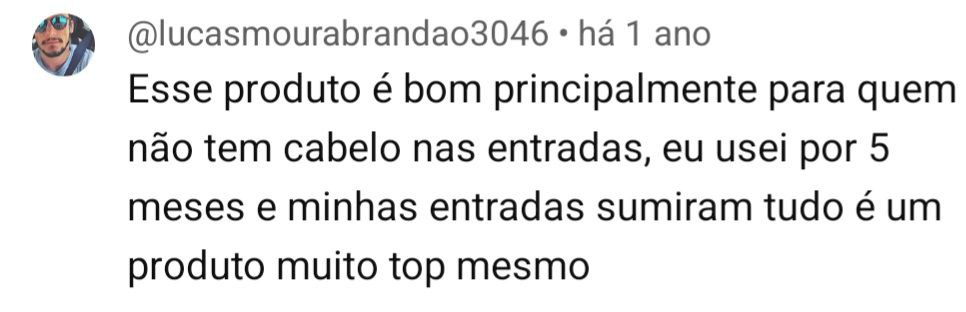 @lucasmourabrandao3046 • há 1 ano
Esse produto é bom principalmente para quem
não tem cabelo nas entradas, eu usei por 5
meses e minhas entradas sumiram tudo é um
produto muito top mesmo